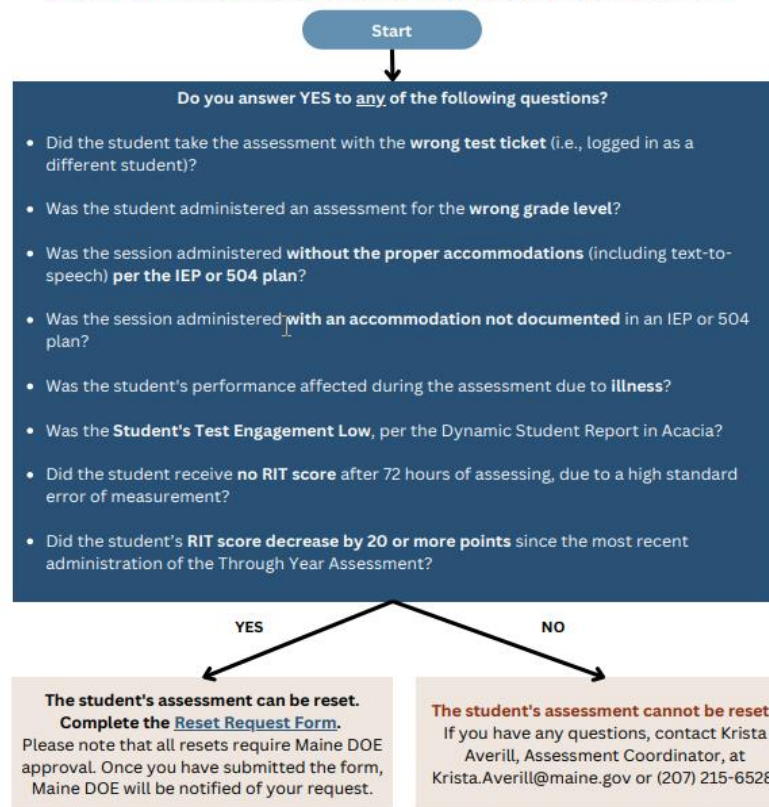 Start
Do you answer YES to any of the following questions?
• Did the student take the assessment with the wrong test ticket (i.e., logged in as a
different student)?
• Was the student administered an assessment for the wrong grade level?
• Was the session administered without the proper accommodations (including text-to-
speech) per the IEP or 504 plan?
• Was the session administered with an accommodation not documented in an IEP or 504
plan?
• Was the student's performance affected during the assessment due to illness?
• Was the Student's Test Engagement Low, per the Dynamic Student Report in Acacia?
• Did the student receive no RIT score after 72 hours of assessing, due to a high standard
error of measurement?
• Did the student's RIT score decrease by 20 or more points since the most recent
administration of the Through Year Assessment?
YES
NO
The student's assessment can be reset.
Complete the Reset Request Form.
Please note that all resets require Maine DOE
approval. Once you have submitted the form,
Maine DOE will be notified of your request.
The student's assessment cannot be reset
If you have any questions, contact Krista
Averill, Assessment Coordinator, at
Krista.Averill@maine.gov or (207) 215-6528